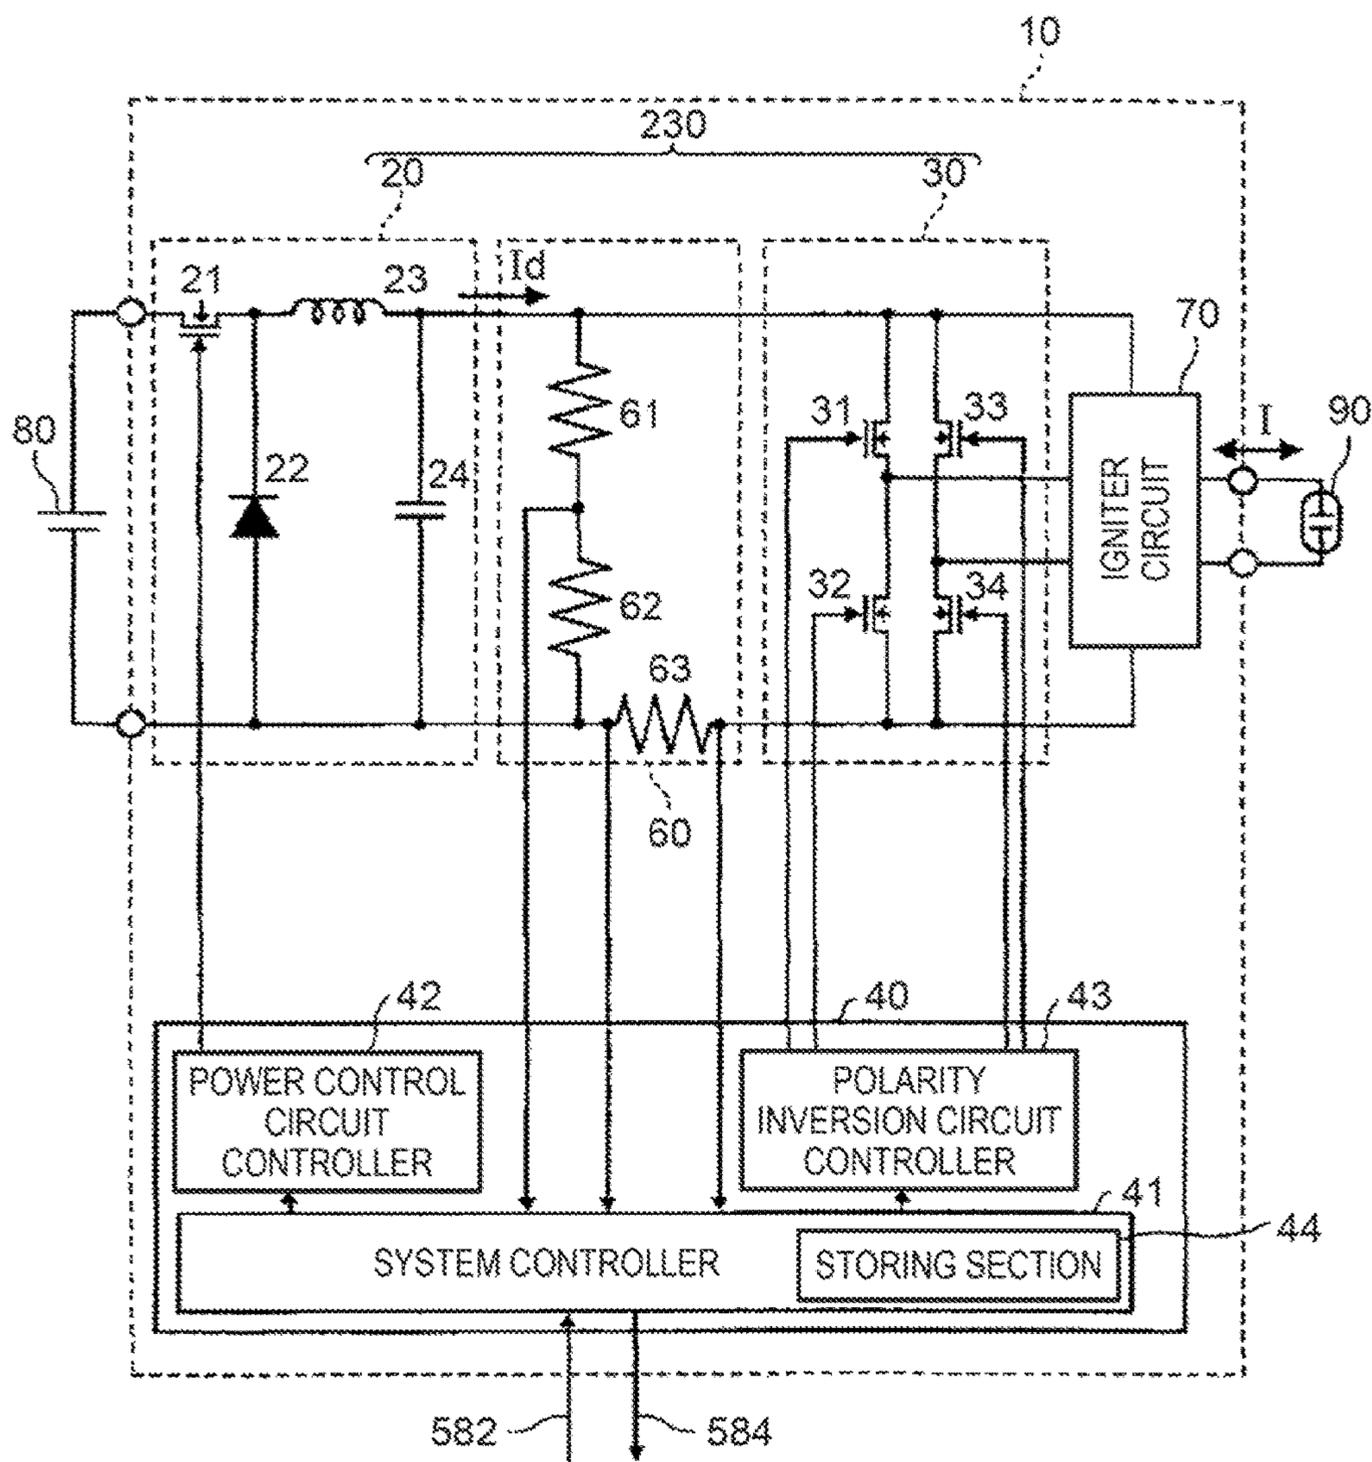 10
230
20
30
21
23
Id
70
61
31
33
I
90
80
22
24
IGNITER
CIRCUIT
62
32
34
63
60
42
40
43
POWER CONTROL
CIRCUIT
CONTROLLER
POLARITY
INVERSION CIRCUIT
CONTROLLER
41
44
SYSTEM CONTROLLER
STORING SECTION
582
584